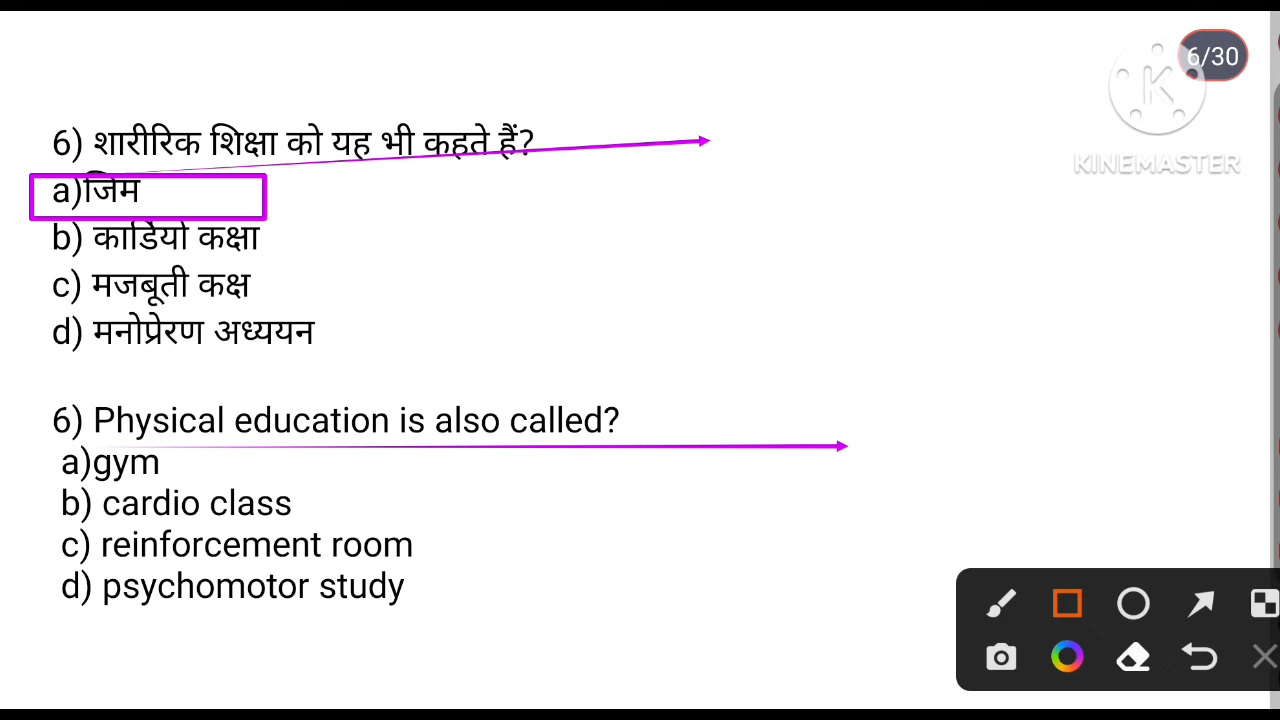 6/30
KINEMASTER
6) शारीरिक शिक्षा को यह भी कहते हैं?
a)जिम
b) कार्डियो कक्षा
c) मजबूती कक्ष
d) मनोप्रेरण अध्ययन
6) Physical education is also called?
a)gym
b) cardio class
c) reinforcement room
d) psychomotor study